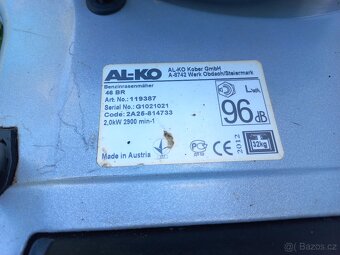 AL-KO
AL-KO Kober GmbH
A-8742 Werk Obdach/Steiermark
Benzinrasenmäher
46 BR
Art. No.: 119387
Serial No.: G1021021
Code: 2A25-814733
2,0kW 2900 min-1
LWA
96 dB
Made in Austria
2012
32kg
bazos.cz